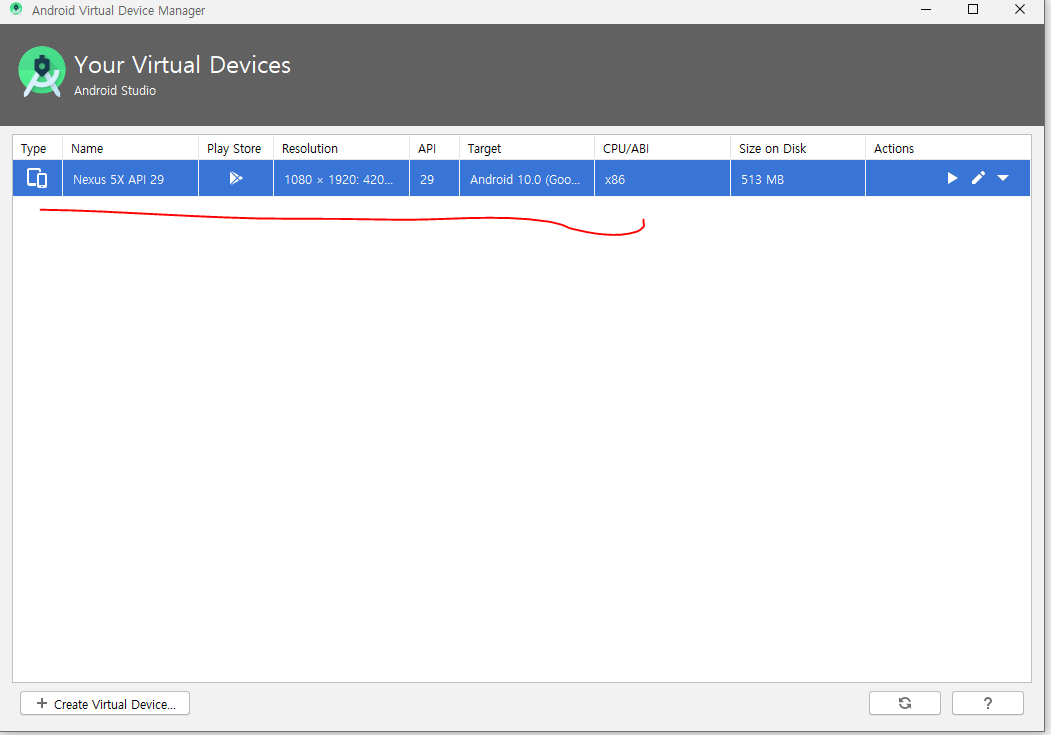 Android Virtual Device Manager
Your Virtual Devices
Android Studio
Type Name Play Store Resolution API Target CPU/ABI Size on Disk Actions
Nexus 5X API 29 1080 × 1920: 420... 29 Android 10.0 (Goo... x86 513 MB
+ Create Virtual Device...
?